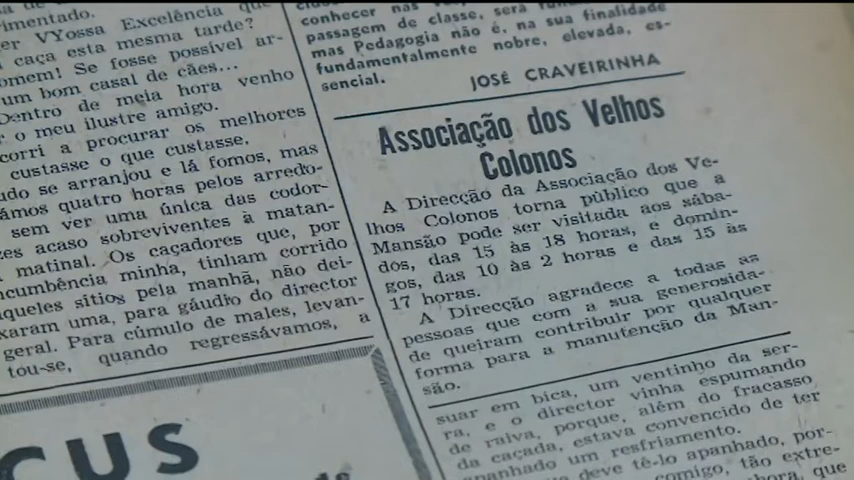 rimentado.
VYossa Excelência que
caça esta mesma tarde?
omem! Se fosse possível ar-
um bom casal de cães...
Dentro de meia hora venho
r o meu ilustre amigo.
corri a procurar os melhores
custasse o que custasse.
udo se arranjou e lá fomos, mas
ámos quatro horas pelos arredo-
sem ver uma única das codor-
zes acaso sobreviventes à matan-
matinal. Os caçadores que, por
cumbência minha, tinham corrido
queles sítios pela manhã, não dei-
xaram uma, para gáudio do director
geral. Para cúmulo de males, levan-
tou-se, quando regressávamos, a
CUS
conhecer nas
passagem de classe, será
mas Pedagogia não é, na sua finalidade
fundamentalmente nobre, elevada, es-
sencial.
JOSÉ CRAVEIRINHA
Associação dos Velhos
Colonos
A Direcção da Associação dos Ve-
lhos Colonos torna público que a
Mansão pode ser visitada aos sába-
dos, das 15 às 18 horas, e domin-
gos, das 10 às 2 horas e das 15 às
17 horas.
A Direcção agradece a todas as
pessoas que com a sua generosida-
de queiram contribuir por qualquer
forma para a manutenção da Man-
são.
suar em bica, um ventinho da ser-
ra, e o director vinha espumando
de raiva, porque, além do fracasso
da caçada, estava convencido de ter
apanhado um resfriamento.
deve tê-lo apanhado, por-
comigo, tão extre-
que